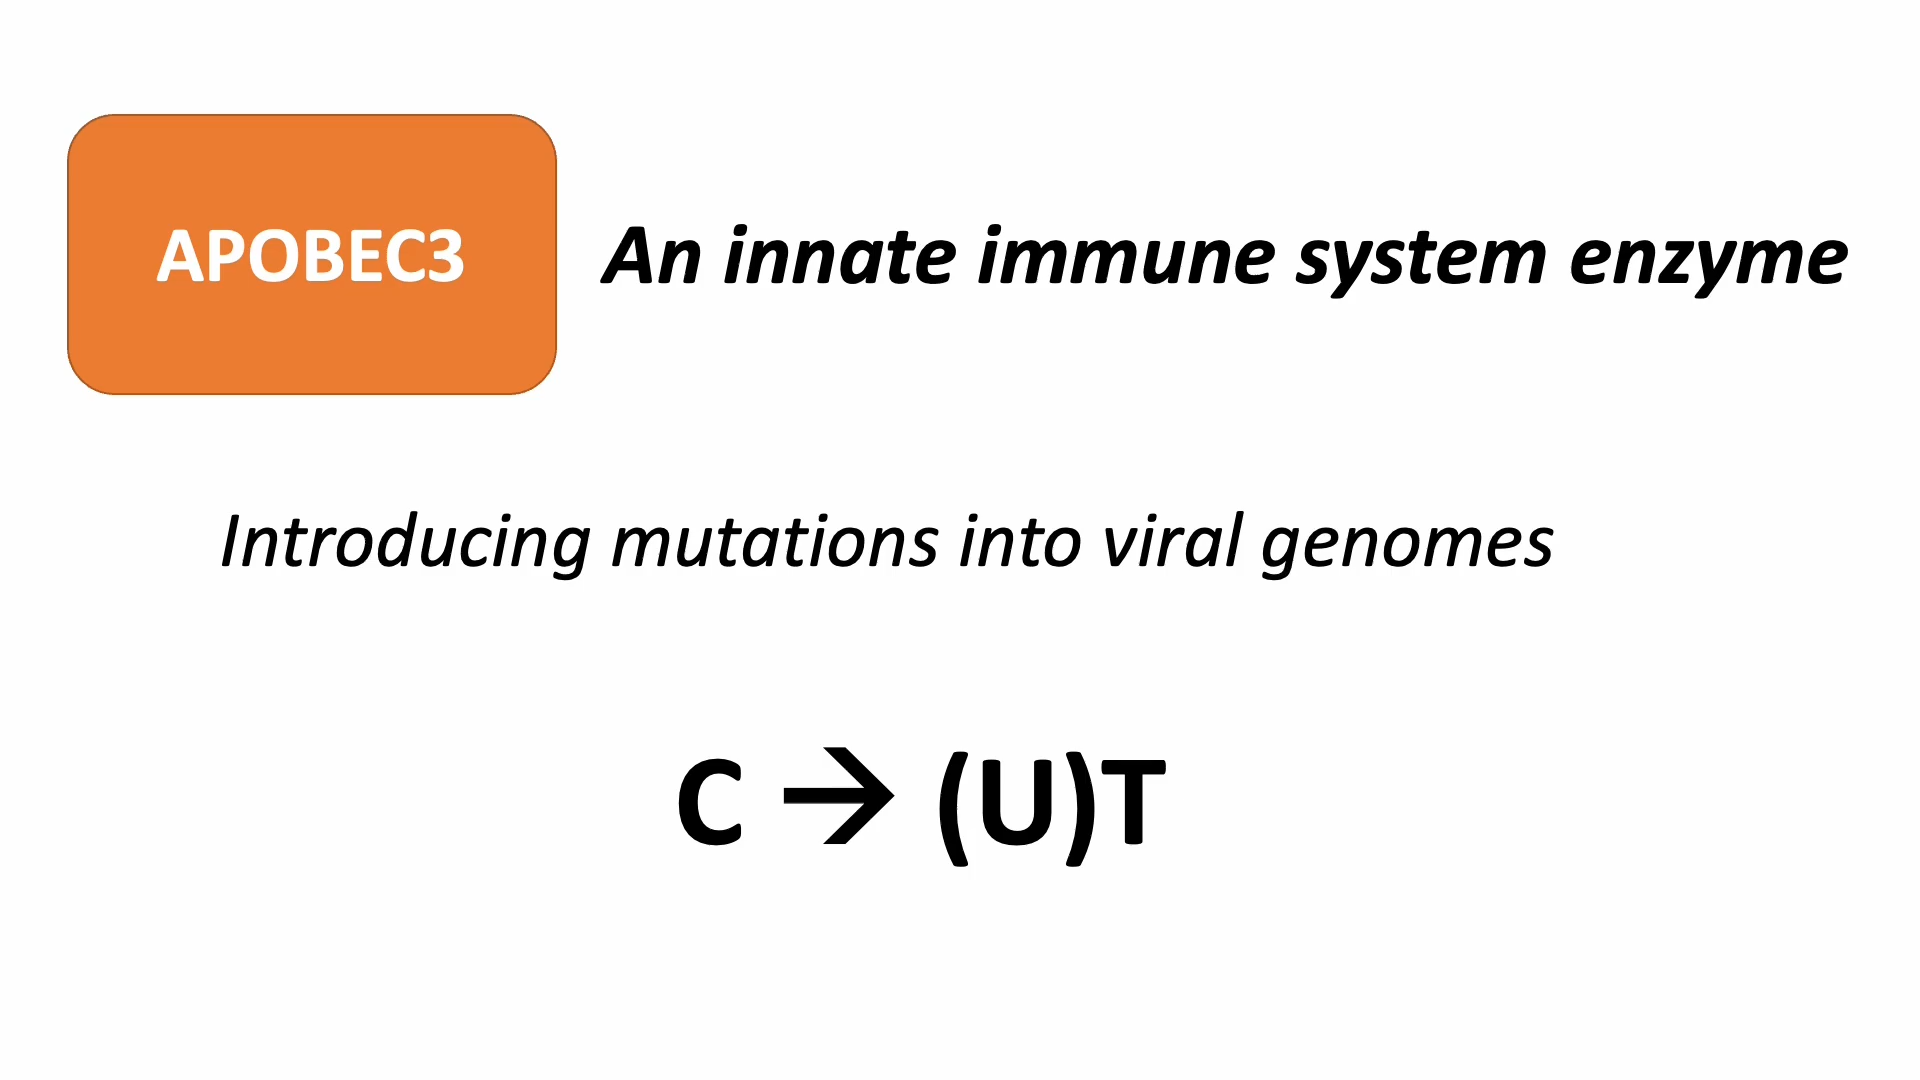 APOBEC3
An innate immune system enzyme
Introducing mutations into viral genomes
C → (U)T